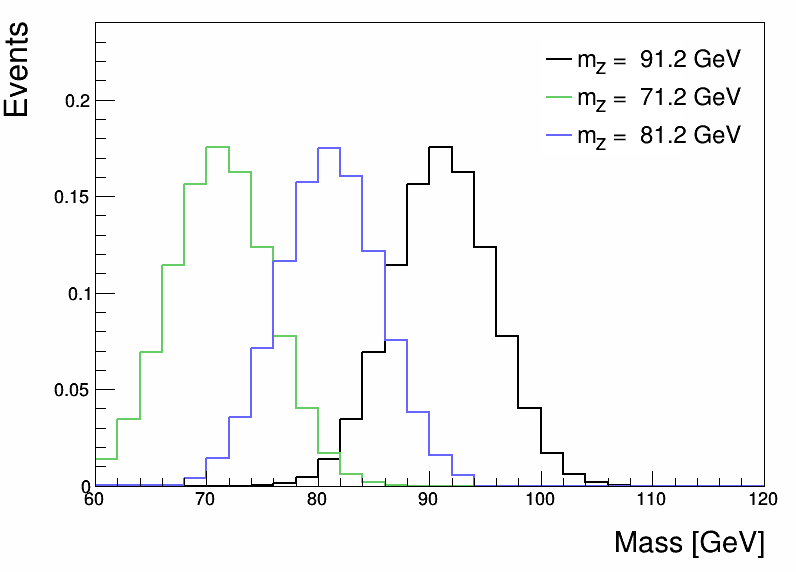 Events
m_Z = 91.2 GeV
m_Z = 71.2 GeV
m_Z = 81.2 GeV
0.2
0.15
0.1
0.05
0
60 70 80 90 100 110 120
Mass [GeV]